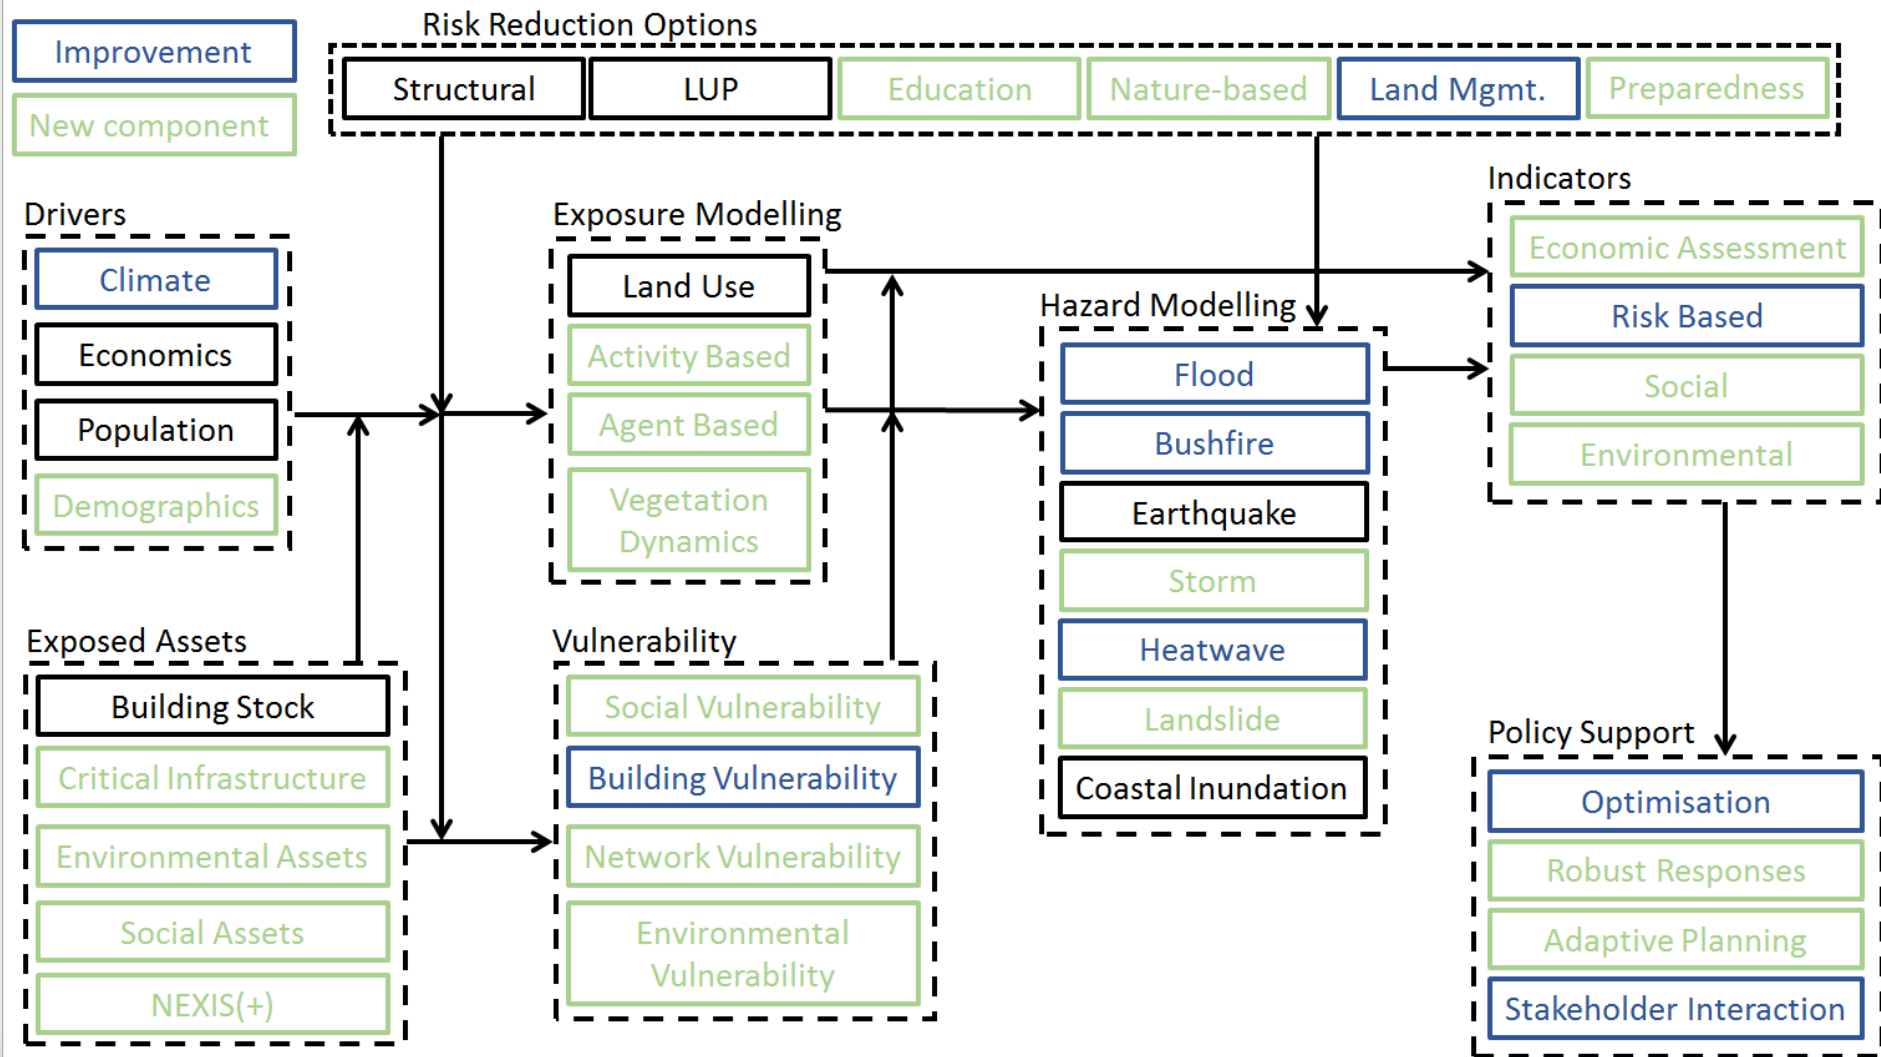 Improvement
New component
Risk Reduction Options
Structural
LUP
Education
Nature-based
Land Mgmt.
Preparedness
Drivers
Climate
Economics
Population
Demographics
Exposure Modelling
Land Use
Activity Based
Agent Based
Vegetation
Dynamics
Hazard Modelling
Flood
Bushfire
Earthquake
Storm
Heatwave
Landslide
Coastal Inundation
Indicators
Economic Assessment
Risk Based
Social
Environmental
Exposed Assets
Building Stock
Critical Infrastructure
Environmental Assets
Social Assets
NEXIS(+)
Vulnerability
Social Vulnerability
Building Vulnerability
Network Vulnerability
Environmental
Vulnerability
Policy Support
Optimisation
Robust Responses
Adaptive Planning
Stakeholder Interaction